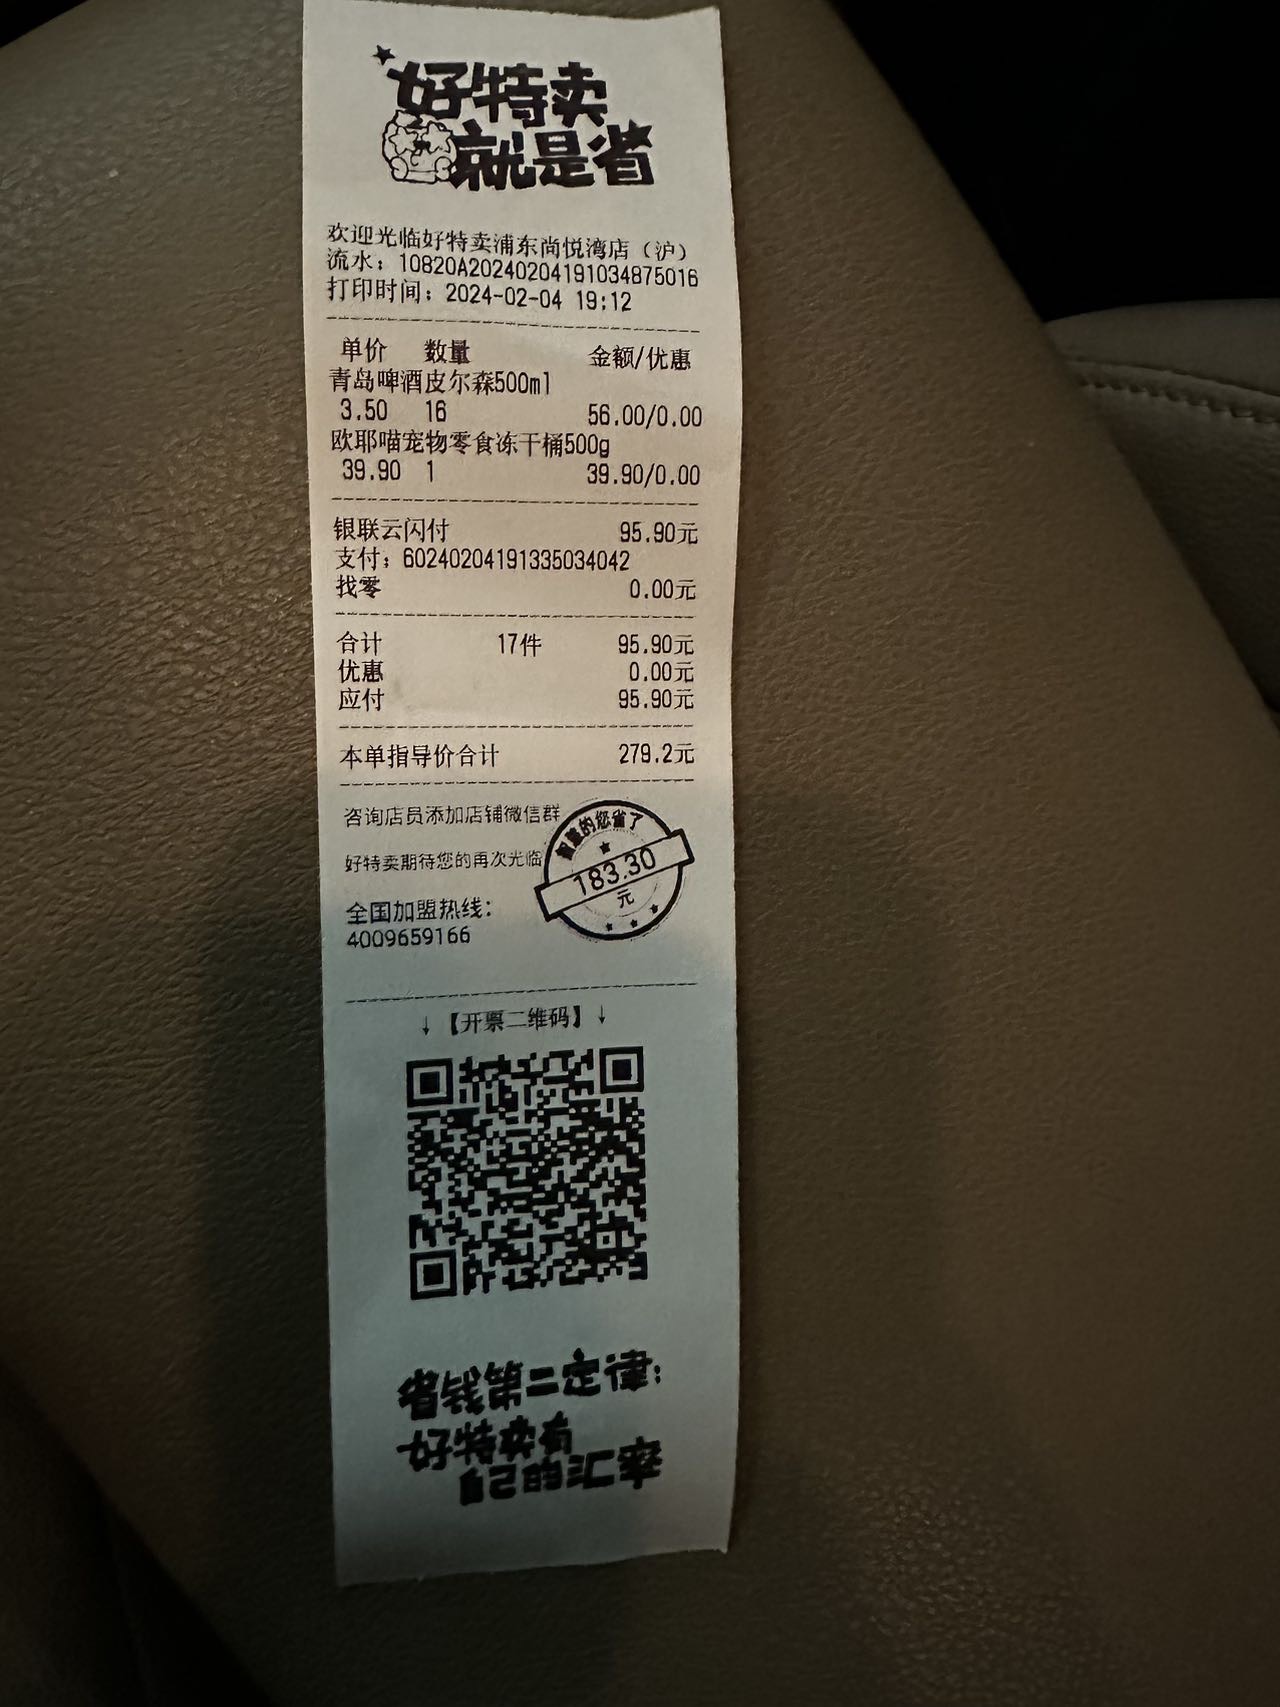 好特卖
就是省
欢迎光临好特卖浦东尚悦湾店（沪）
流水：10820A20240204191034875016
打印时间：2024-02-04 19:12
单价 数量 金额/优惠
青岛啤酒皮尔森500ml
3.50 16 56.00/0.00
欧耶喵宠物零食冻干桶500g
39.90 1 39.90/0.00
银联云闪付 95.90元
支付：60240204191335034042
找零 0.00元
合计 17件 95.90元
优惠 0.00元
应付 95.90元
本单指导价合计 279.2元
咨询店员添加店铺微信群
好特卖期待您的再次光临
的您省了
183.30
元
全国加盟热线：
4009659166
↓【开票二维码】↓
省钱第二定律：
好特卖有